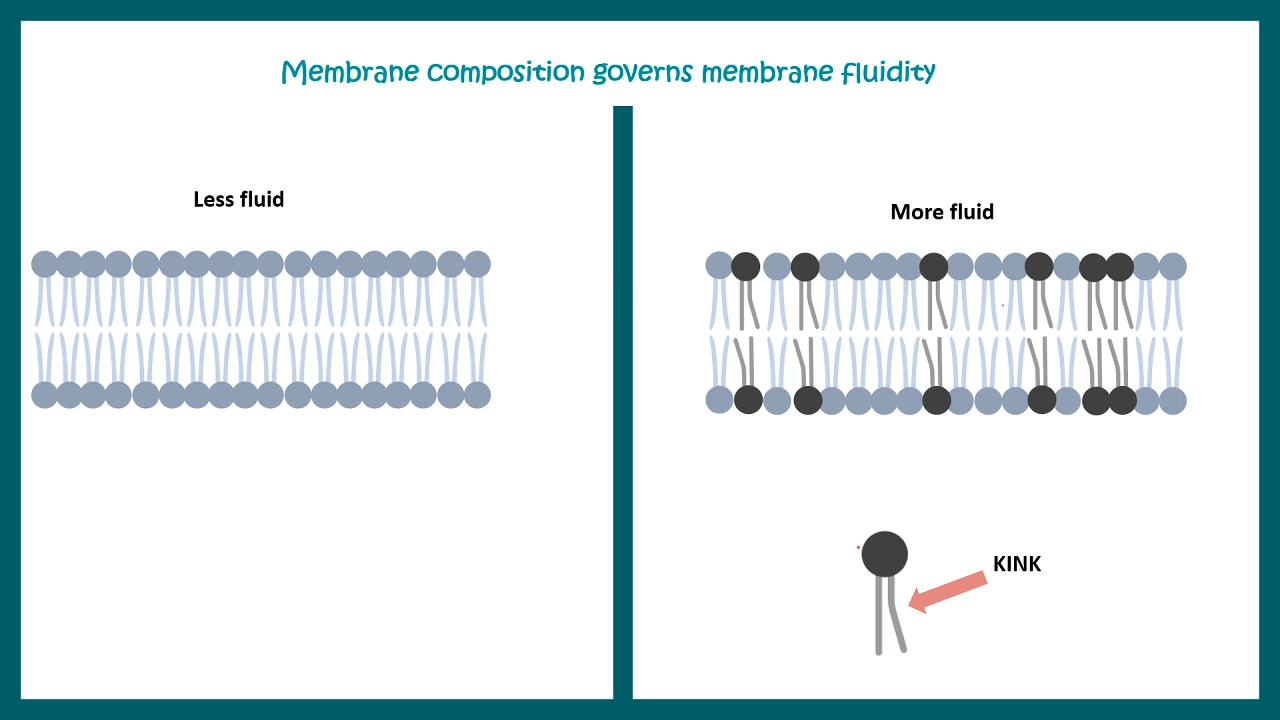 Membrane composition governs membrane fluidity
Less fluid
More fluid
KINK